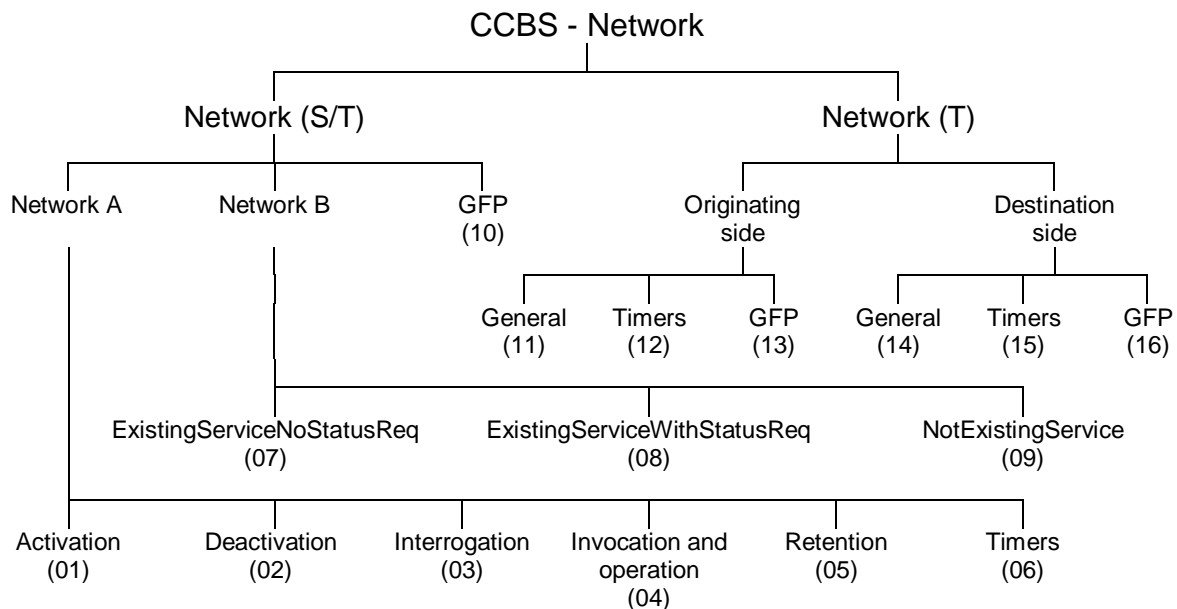 CCBS - Network
Network (S/T)
Network (T)
Network A
Network B
GFP
(10)
Originating
side
Destination
side
General
(11)
Timers
(12)
GFP
(13)
General
(14)
Timers
(15)
GFP
(16)
ExistingServiceNoStatusReq
(07)
ExistingServiceWithStatusReq
(08)
NotExistingService
(09)
Activation
(01)
Deactivation
(02)
Interrogation
(03)
Invocation and
operation
(04)
Retention
(05)
Timers
(06)